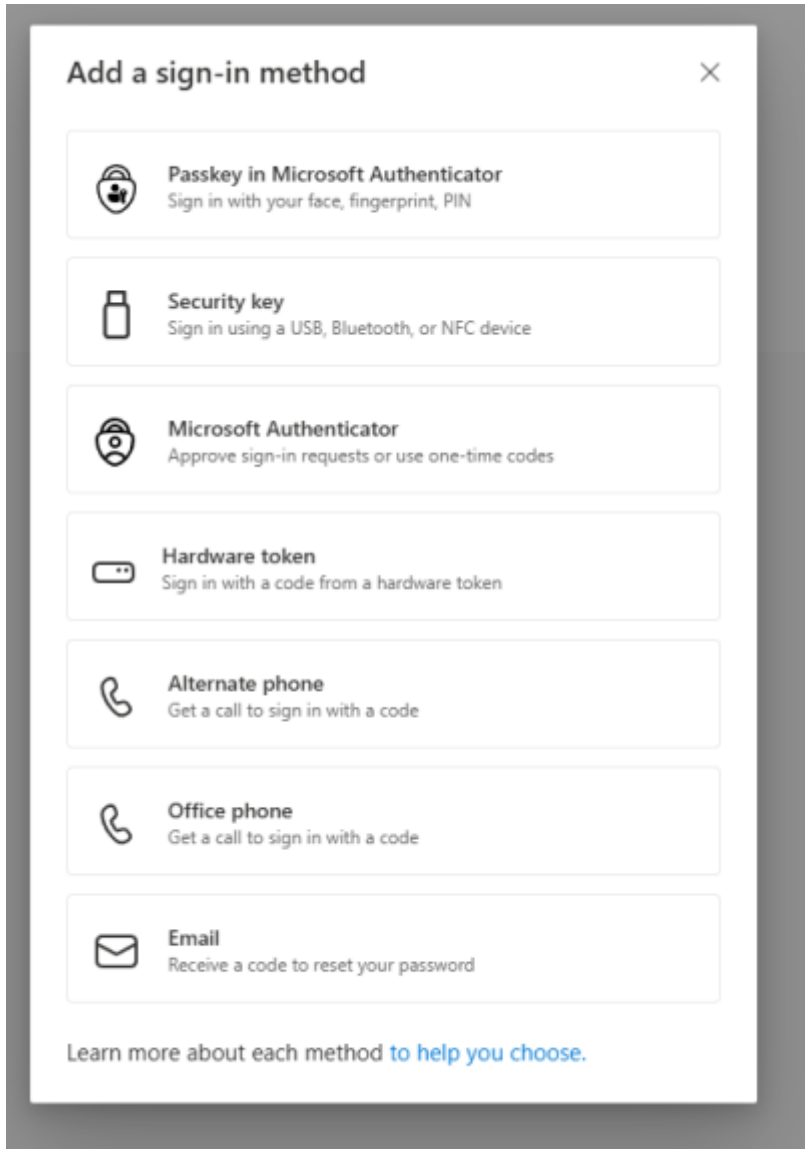 Add a sign-in method
Passkey in Microsoft Authenticator
Sign in with your face, fingerprint, PIN
Security key
Sign in using a USB, Bluetooth, or NFC device
Microsoft Authenticator
Approve sign-in requests or use one-time codes
Hardware token
Sign in with a code from a hardware token
Alternate phone
Get a call to sign in with a code
Office phone
Get a call to sign in with a code
Email
Receive a code to reset your password
Learn more about each method to help you choose.